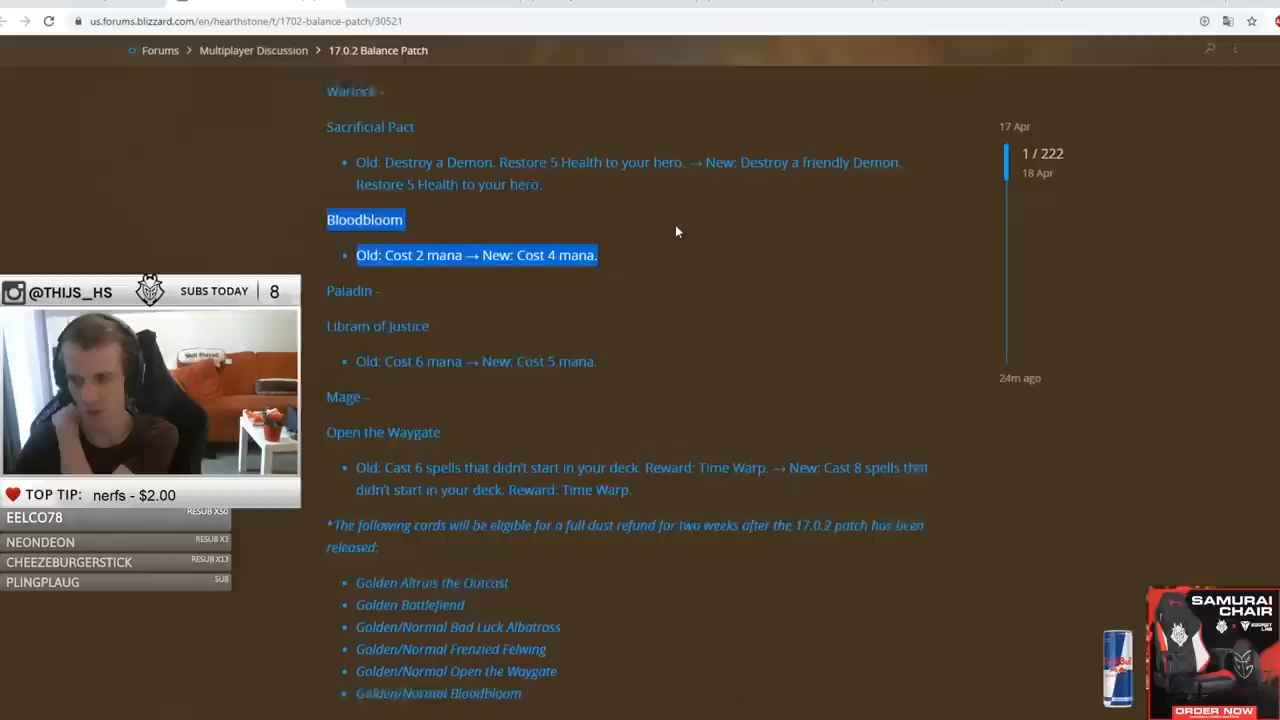 us.forums.blizzard.com/en/hearthstone/t/1702-balance-patch/30521
Forums > Multiplayer Discussion > 17.0.2 Balance Patch
Warlock -
Sacrificial Pact
• Old: Destroy a Demon. Restore 5 Health to your hero. → New: Destroy a friendly Demon.
Restore 5 Health to your hero.
Bloodbloom
• Old: Cost 2 mana → New: Cost 4 mana.
Paladin -
Libram of Justice
• Old: Cost 6 mana → New: Cost 5 mana.
Mage -
Open the Waygate
• Old: Cast 6 spells that didn't start in your deck. Reward: Time Warp. → New: Cast 8 spells that
didn't start in your deck. Reward: Time Warp.
*The following cards will be eligible for a full dust refund for two weeks after the 17.0.2 patch has been
released:
• Golden Altruis the Outcast
• Golden Battlefiend
• Golden/Normal Bad Luck Albatross
• Golden/Normal Frenzied Felwing
• Golden/Normal Open the Waygate
• Golden/Normal Bloodbloom
17 Apr
1 / 222
18 Apr
24m ago
@THIJS_HS
SUBS TODAY | 8
Well Played
TOP TIP: nerfs - $2.00
EELCO78 RESUB X50
NEONDEON RESUB X3
CHEEZEBURGERSTICK RESUB X13
PLINGPLAUG SUB
SAMURAI
CHAIR
Red Bull
ORDER NOW